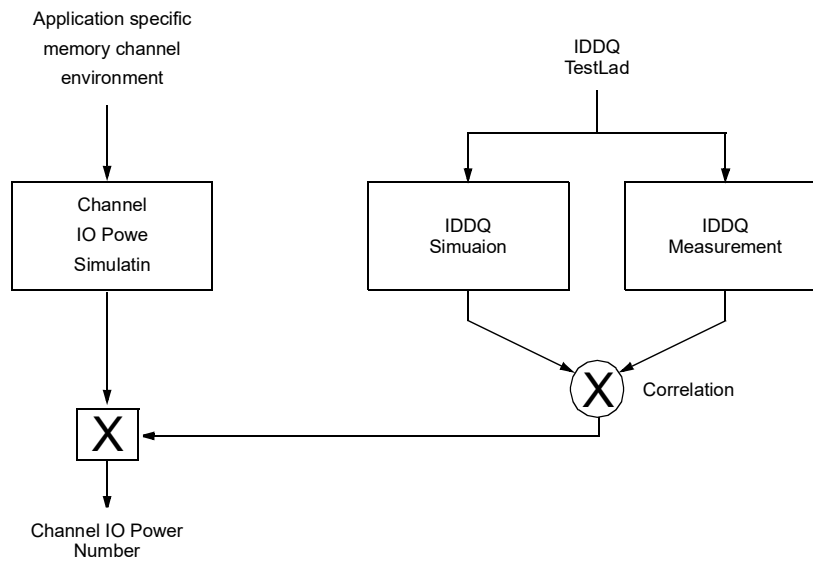 Application specific
memory channel
environment
IDDQ
TestLad
Channel
IO Powe
Simulatin
IDDQ
Simuaion
IDDQ
Measurement
X
Correlation
X
Channel IO Power
Number